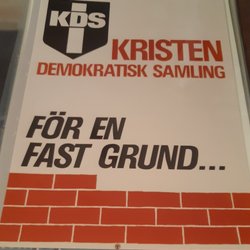 KDS
KRISTEN
DEMOKRATISK SAMLING
FÖR EN
FAST GRUND...